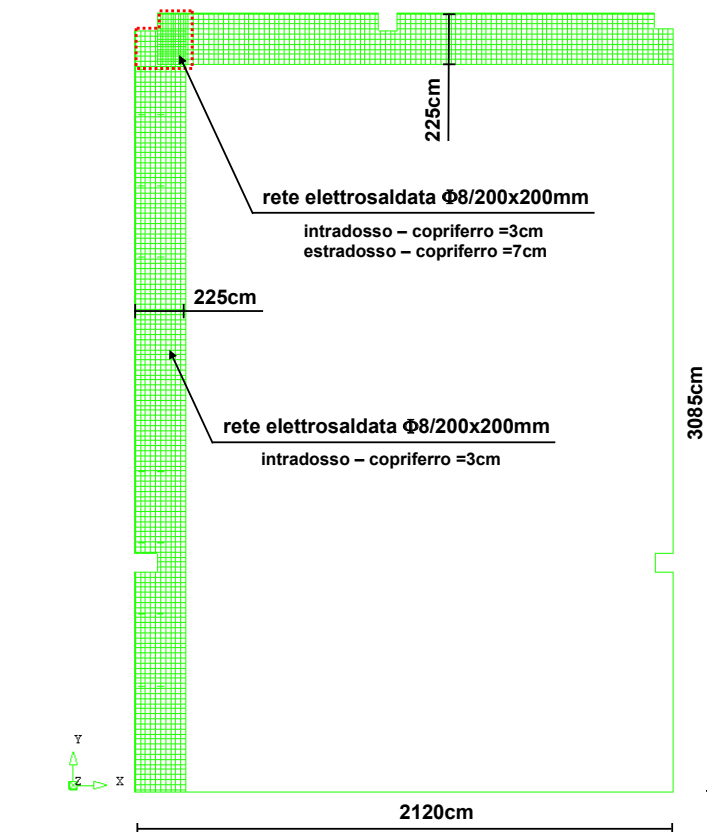 225cm
rete elettrosaldata Φ8/200x200mm
intradosso – copriferro =3cm
estradosso – copriferro =7cm
225cm
3085cm
rete elettrosaldata Φ8/200x200mm
intradosso – copriferro =3cm
Y
Z X
2120cm